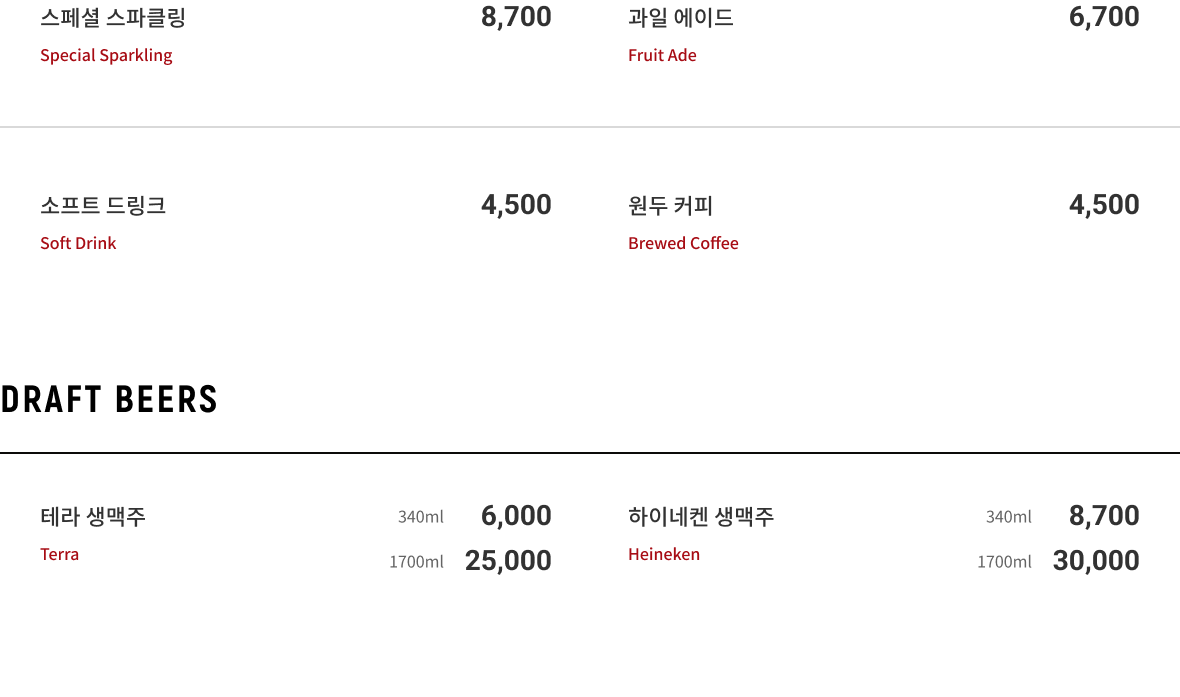 스페셜 스파클링 8,700
Special Sparkling
과일 에이드 6,700
Fruit Ade
소프트 드링크 4,500
Soft Drink
원두 커피 4,500
Brewed Coffee
DRAFT BEERS
테라 생맥주 340ml 6,000
Terra 1700ml 25,000
하이네켄 생맥주 340ml 8,700
Heineken 1700ml 30,000